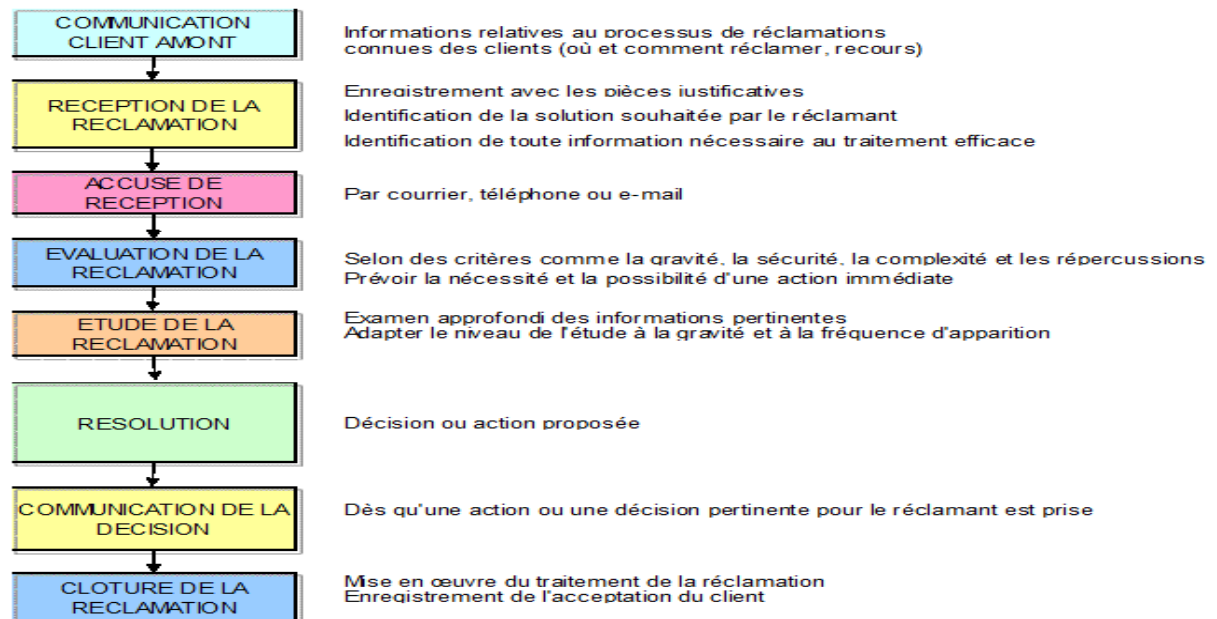 COMMUNICATION
CLIENT AMONT
Informations relatives au processus de réclamations
connues des clients (où et comment réclamer, recours)
RECEPTION DE LA
RECLAMATION
Enregistrement avec les pièces justificatives
Identification de la solution souhaitée par le réclamant
Identification de toute information nécessaire au traitement efficace
ACCUSE DE
RECEPTION
Par courrier, téléphone ou e-mail
EVALUATION DE LA
RECLAMATION
Selon des critères comme la gravité, la sécurité, la complexité et les répercussions
Prévoir la nécessité et la possibilité d'une action immédiate
ETUDE DE LA
RECLAMATION
Examen approfondi des informations pertinentes
Adapter le niveau de l'étude à la gravité et à la fréquence d'apparition
RESOLUTION
Décision ou action proposée
COMMUNICATION DE LA
DECISION
Dès qu'une action ou une décision pertinente pour le réclamant est prise
CLOTURE DE LA
RECLAMATION
Mise en œuvre du traitement de la réclamation
Enregistrement de l'acceptation du client